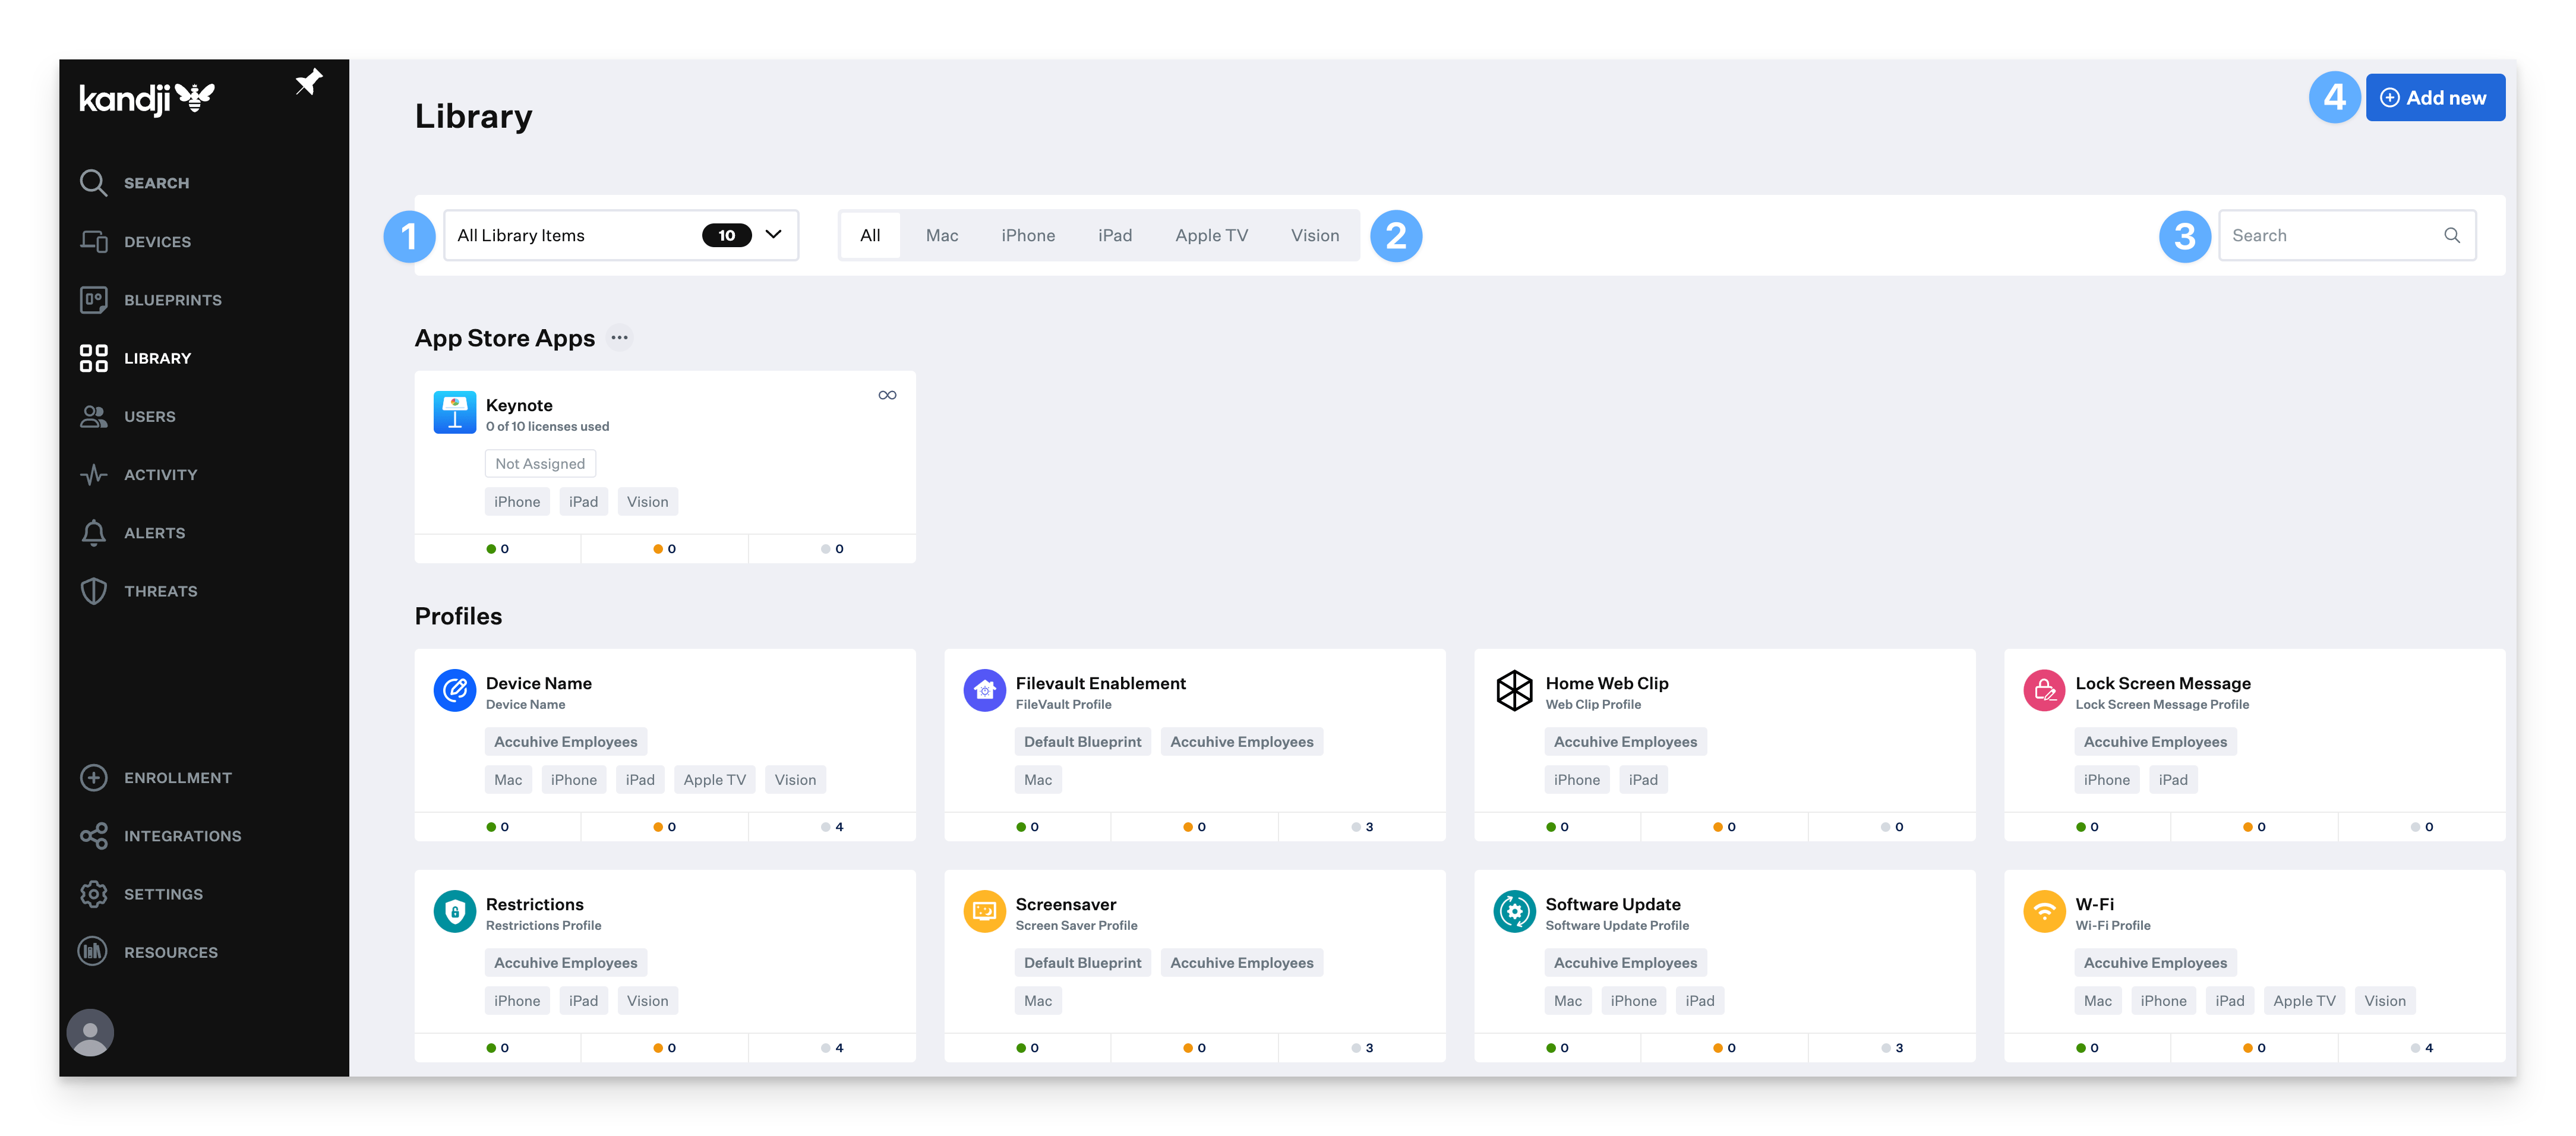 kandji
SEARCH
DEVICES
BLUEPRINTS
LIBRARY
USERS
ACTIVITY
ALERTS
THREATS
ENROLLMENT
INTEGRATIONS
SETTINGS
RESOURCES
Library
4 Add new
1 All Library Items 10
All Mac iPhone iPad Apple TV Vision 2
3 Search
App Store Apps ...
Keynote
0 of 10 licenses used
Not Assigned
iPhone iPad Vision
0 0 0
Profiles
Device Name
Device Name
Accuhive Employees
Mac iPhone iPad Apple TV Vision
0 0 4
Filevault Enablement
FileVault Profile
Default Blueprint Accuhive Employees
Mac
0 0 3
Home Web Clip
Web Clip Profile
Accuhive Employees
iPhone iPad
0 0 0
Lock Screen Message
Lock Screen Message Profile
Accuhive Employees
iPhone iPad
0 0 0
Restrictions
Restrictions Profile
Accuhive Employees
iPhone iPad Vision
0 0 4
Screensaver
Screen Saver Profile
Default Blueprint Accuhive Employees
Mac
0 0 3
Software Update
Software Update Profile
Accuhive Employees
Mac iPhone iPad
0 0 3
W-Fi
Wi-Fi Profile
Accuhive Employees
Mac iPhone iPad Apple TV Vision
0 0 4